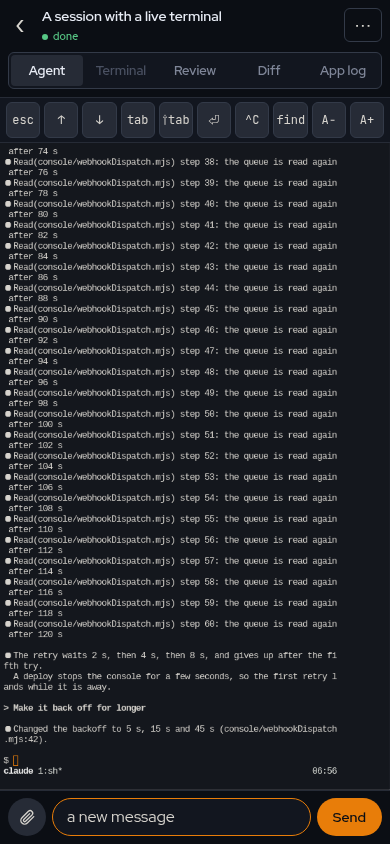 A session with a live terminal
done
...
Agent Terminal Review Diff App log
esc ↑ ↓ tab ⇧tab ⏎ ^C find A- A+
after 74 s
Read(console/webhookDispatch.mjs) step 38: the queue is read again
after 76 s
Read(console/webhookDispatch.mjs) step 39: the queue is read again
after 78 s
Read(console/webhookDispatch.mjs) step 40: the queue is read again
after 80 s
Read(console/webhookDispatch.mjs) step 41: the queue is read again
after 82 s
Read(console/webhookDispatch.mjs) step 42: the queue is read again
after 84 s
Read(console/webhookDispatch.mjs) step 43: the queue is read again
after 86 s
Read(console/webhookDispatch.mjs) step 44: the queue is read again
after 88 s
Read(console/webhookDispatch.mjs) step 45: the queue is read again
after 90 s
Read(console/webhookDispatch.mjs) step 46: the queue is read again
after 92 s
Read(console/webhookDispatch.mjs) step 47: the queue is read again
after 94 s
Read(console/webhookDispatch.mjs) step 48: the queue is read again
after 96 s
Read(console/webhookDispatch.mjs) step 49: the queue is read again
after 98 s
Read(console/webhookDispatch.mjs) step 50: the queue is read again
after 100 s
Read(console/webhookDispatch.mjs) step 51: the queue is read again
after 102 s
Read(console/webhookDispatch.mjs) step 52: the queue is read again
after 104 s
Read(console/webhookDispatch.mjs) step 53: the queue is read again
after 106 s
Read(console/webhookDispatch.mjs) step 54: the queue is read again
after 108 s
Read(console/webhookDispatch.mjs) step 55: the queue is read again
after 110 s
Read(console/webhookDispatch.mjs) step 56: the queue is read again
after 112 s
Read(console/webhookDispatch.mjs) step 57: the queue is read again
after 114 s
Read(console/webhookDispatch.mjs) step 58: the queue is read again
after 116 s
Read(console/webhookDispatch.mjs) step 59: the queue is read again
after 118 s
Read(console/webhookDispatch.mjs) step 60: the queue is read again
after 120 s
The retry waits 2 s, then 4 s, then 8 s, and gives up after the fi
fth try.
A deploy stops the console for a few seconds, so the first retry l
ands while it is away.
> Make it back off for longer
Changed the backoff to 5 s, 15 s and 45 s (console/webhookDispatch
.mjs:42).
$
claude 1:sh* 06:56
a new message Send